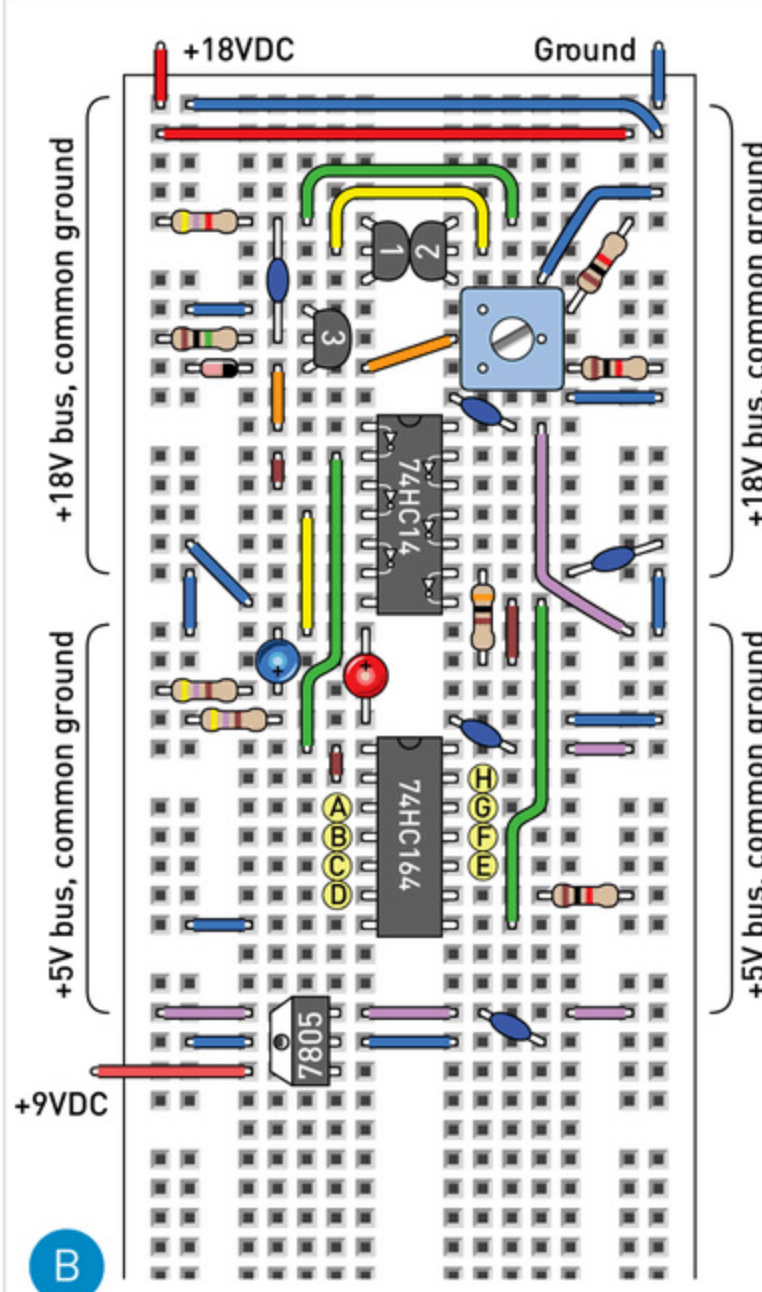 +18VDC
Ground
+18V bus, common ground
+18V bus, common ground
1
2
3
74HC14
+5V bus, common ground
+5V bus, common ground
74HC164
H
A
G
B
F
C
E
D
7805
+9VDC
B